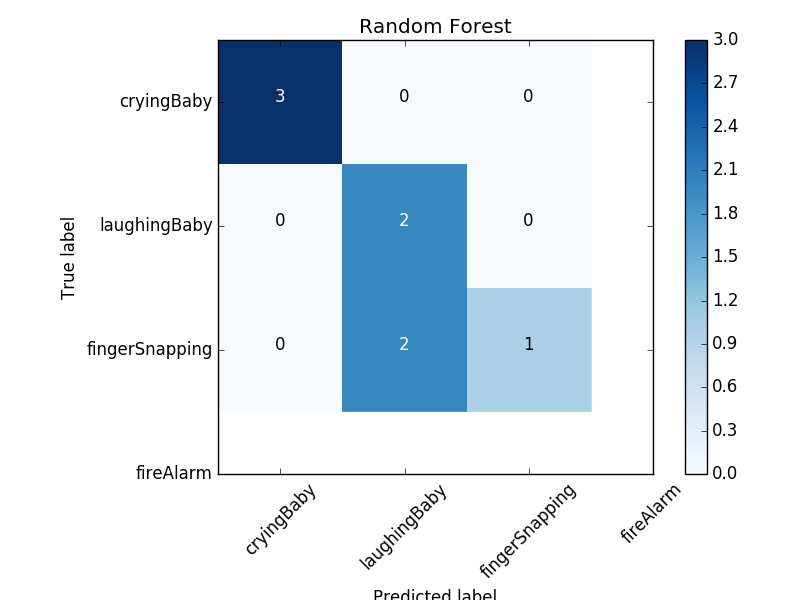 Random Forest
cryingBaby 3 0 0
laughingBaby 0 2 0
fingerSnapping 0 2 1
fireAlarm
True label
cryingBaby laughingBaby fingerSnapping fireAlarm
Predicted label
3.0
2.7
2.4
2.1
1.8
1.5
1.2
0.9
0.6
0.3
0.0